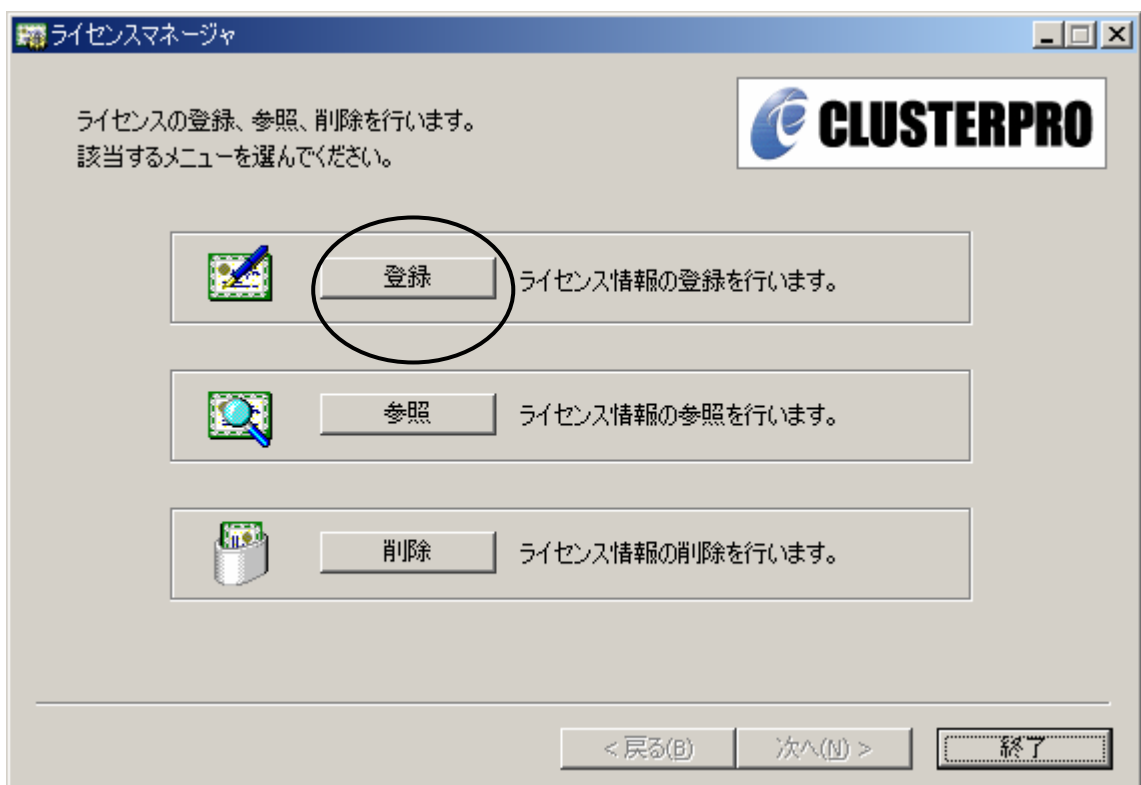 ライセンスマネージャ
ライセンスの登録、参照、削除を行います。
該当するメニューを選んでください。
CLUSTERPRO
登録
ライセンス情報の登録を行います。
参照
ライセンス情報の参照を行います。
削除
ライセンス情報の削除を行います。
< 戻る(B)
次へ(N) >
終了